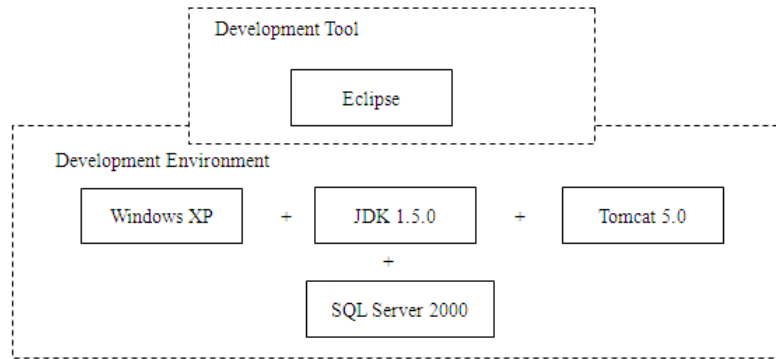 Development Tool
Eclipse
Development Environment
Windows XP + JDK 1.5.0 + Tomcat 5.0
+
SQL Server 2000